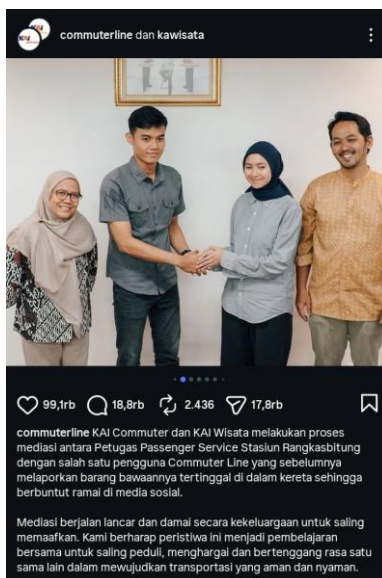 commuterline dan kawisata
99,1rb 18,8rb 2.436 17,8rb
commuterline KAI Commuter dan KAI Wisata melakukan proses
mediasi antara Petugas Passenger Service Stasiun Rangkasbitung
dengan salah satu pengguna Commuter Line yang sebelumnya
melaporkan barang bawaannya tertinggal di dalam kereta sehingga
berbuntut ramai di media sosial.
Mediasi berjalan lancar dan damai secara kekeluargaan untuk saling
memaafkan. Kami berharap peristiwa ini menjadi pembelajaran
bersama untuk saling peduli, menghargai dan bertenggang rasa satu
sama lain dalam mewujudkan transportasi yang aman dan nyaman.